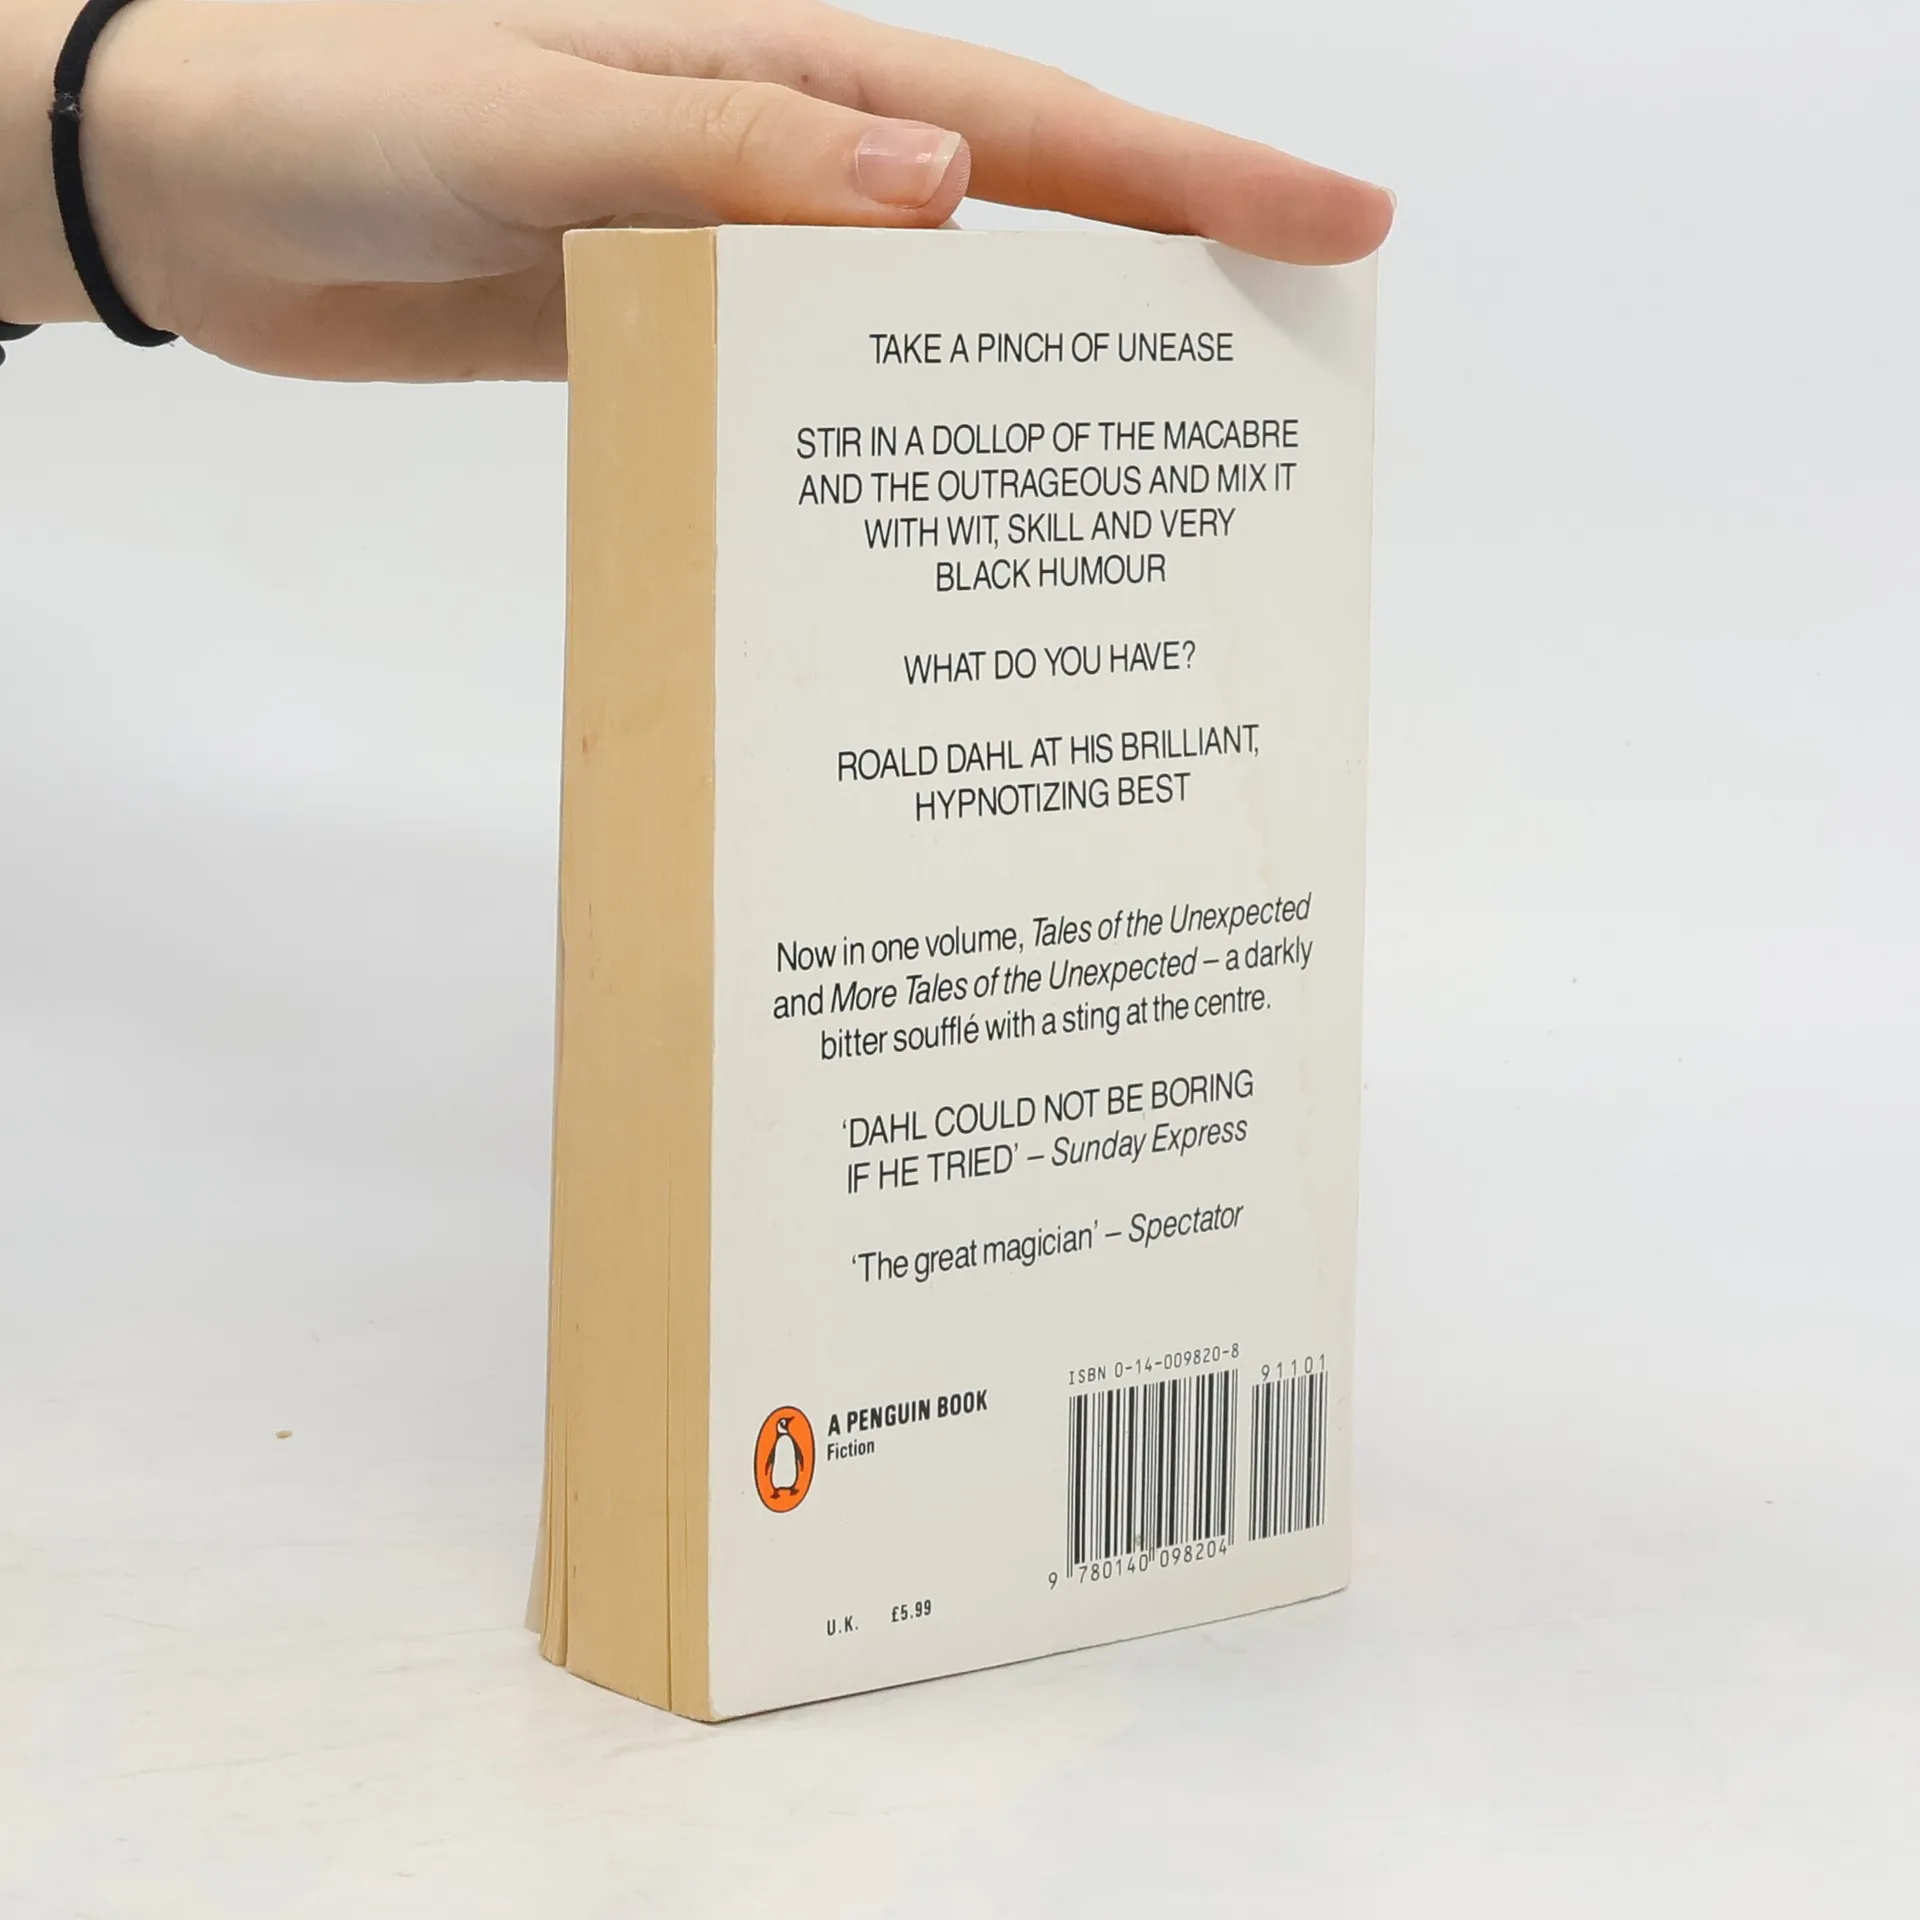 TAKE A PINCH OF UNEASE
STIR IN A DOLLOP OF THE MACABRE
AND THE OUTRAGEOUS AND MIX IT
WITH WIT, SKILL AND VERY
BLACK HUMOUR
WHAT DO YOU HAVE?
ROALD DAHL AT HIS BRILLIANT,
HYPNOTIZING BEST
Now in one volume, Tales of the Unexpected
and More Tales of the Unexpected – a darkly
bitter soufflé with a sting at the centre.
‘DAHL COULD NOT BE BORING
IF HE TRIED’ – Sunday Express
‘The great magician’ – Spectator
A PENGUIN BOOK
Fiction
ISBN 0-14-009820-8
91101
9 780140 098204
U.K. £5.99